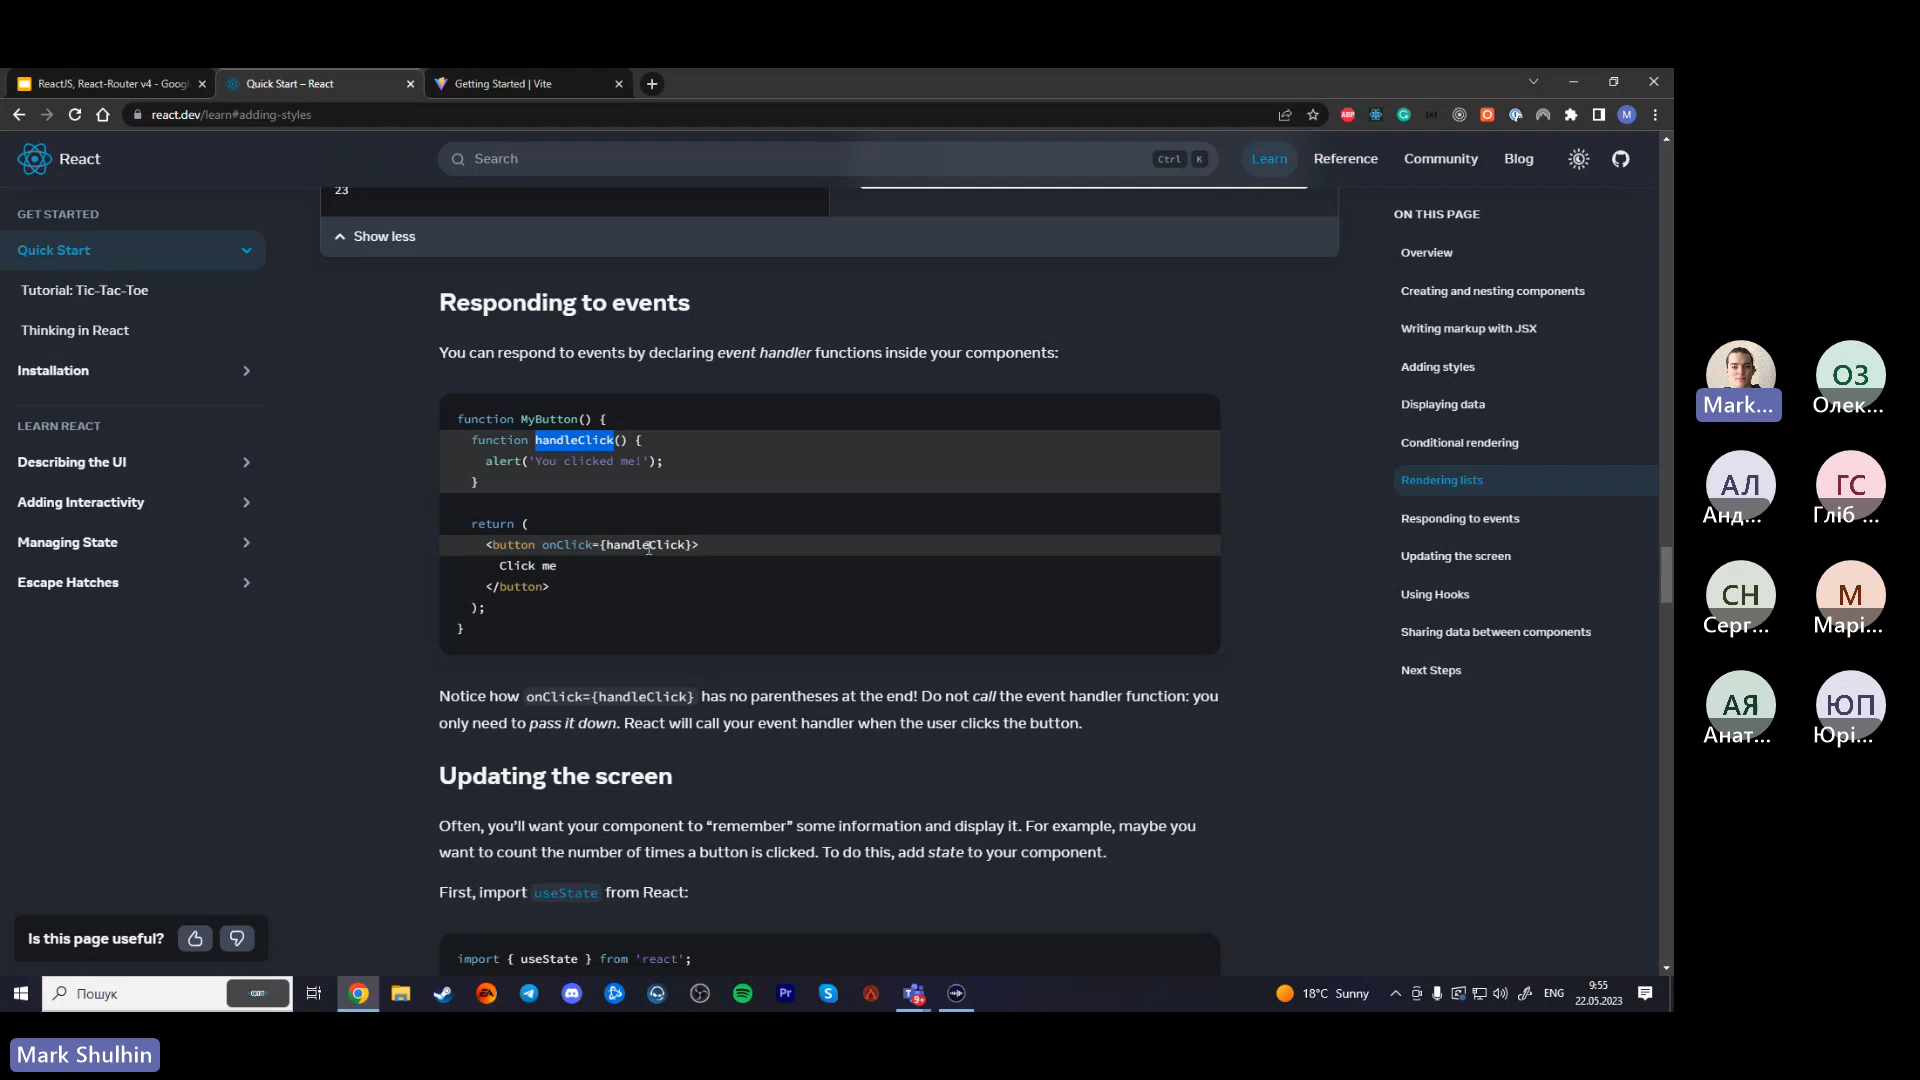 ReactJS, React-Router v4 - Googl
Quick Start – React
Getting Started | Vite
react.dev/learn#adding-styles
ABP
M
React
Search
Ctrl K
Learn
Reference
Community
Blog
GET STARTED
Quick Start
Tutorial: Tic-Tac-Toe
Thinking in React
Installation
LEARN REACT
Describing the UI
Adding Interactivity
Managing State
Escape Hatches
Is this page useful?
23
Show less
Responding to events
You can respond to events by declaring event handler functions inside your components:
function MyButton() {
function handleClick() {
alert('You clicked me!');
}
return (
<button onClick={handleClick}>
Click me
</button>
);
}
Notice how onClick={handleClick} has no parentheses at the end! Do not call the event handler function: you
only need to pass it down. React will call your event handler when the user clicks the button.
Updating the screen
Often, you’ll want your component to “remember” some information and display it. For example, maybe you
want to count the number of times a button is clicked. To do this, add state to your component.
First, import useState from React:
import { useState } from 'react';
ON THIS PAGE
Overview
Creating and nesting components
Writing markup with JSX
Adding styles
Displaying data
Conditional rendering
Rendering lists
Responding to events
Updating the screen
Using Hooks
Sharing data between components
Next Steps
Mark...
ОЗ
Олек...
АЛ
Анд...
ГС
Гліб ...
СН
Серг...
М
Марі...
АЯ
Анат...
ЮП
Юрі...
Пошук
EA
Pr
9+
18°C Sunny
ENG
9:55
22.05.2023
Mark Shulhin